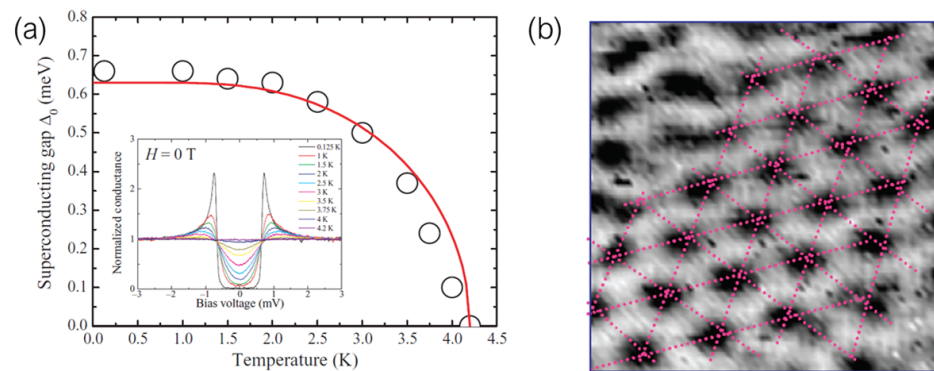 (a)
Superconducting gap Δ0 (meV)
0.8
0.7
0.6
0.5
0.4
0.3
0.2
0.1
0.0
0.0 0.5 1.0 1.5 2.0 2.5 3.0 3.5 4.0 4.5
Temperature (K)
H = 0 T
Normalized conductance
3
2
1
0
−3 −2 −1 0 1 2 3
Bias voltage (mV)
0.125 K
1 K
1.5 K
2 K
2.5 K
3 K
3.5 K
3.75 K
4 K
4.2 K
(b)